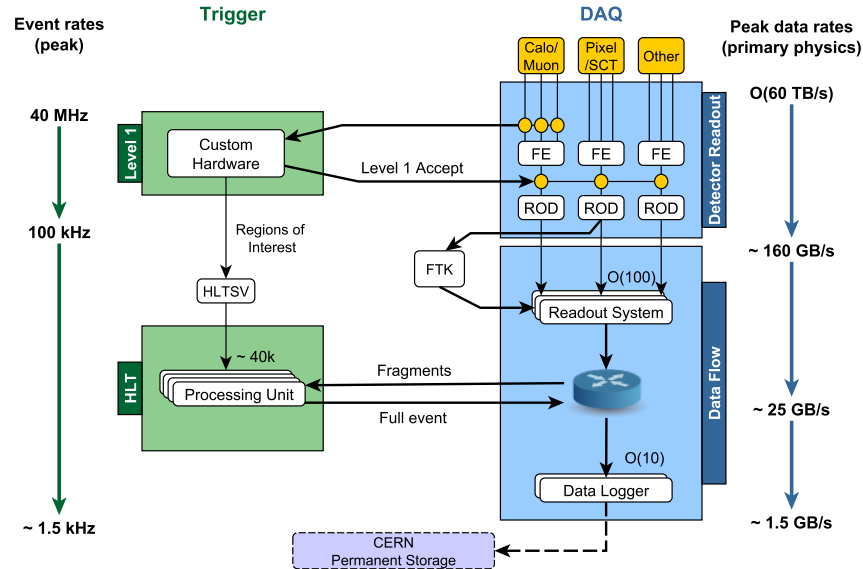 Event rates
(peak)
Trigger
DAQ
Peak data rates
(primary physics)
Calo/
Muon
Pixel
/SCT
Other
40 MHz
O(60 TB/s)
Level 1
Custom
Hardware
FE
FE
FE
Level 1 Accept
ROD
ROD
ROD
Detector Readout
100 kHz
Regions of
Interest
~ 160 GB/s
FTK
HLTSV
O(100)
Readout System
~ 40k
HLT
Processing Unit
Fragments
Full event
Data Flow
~ 25 GB/s
O(10)
Data Logger
~ 1.5 kHz
~ 1.5 GB/s
CERN
Permanent Storage